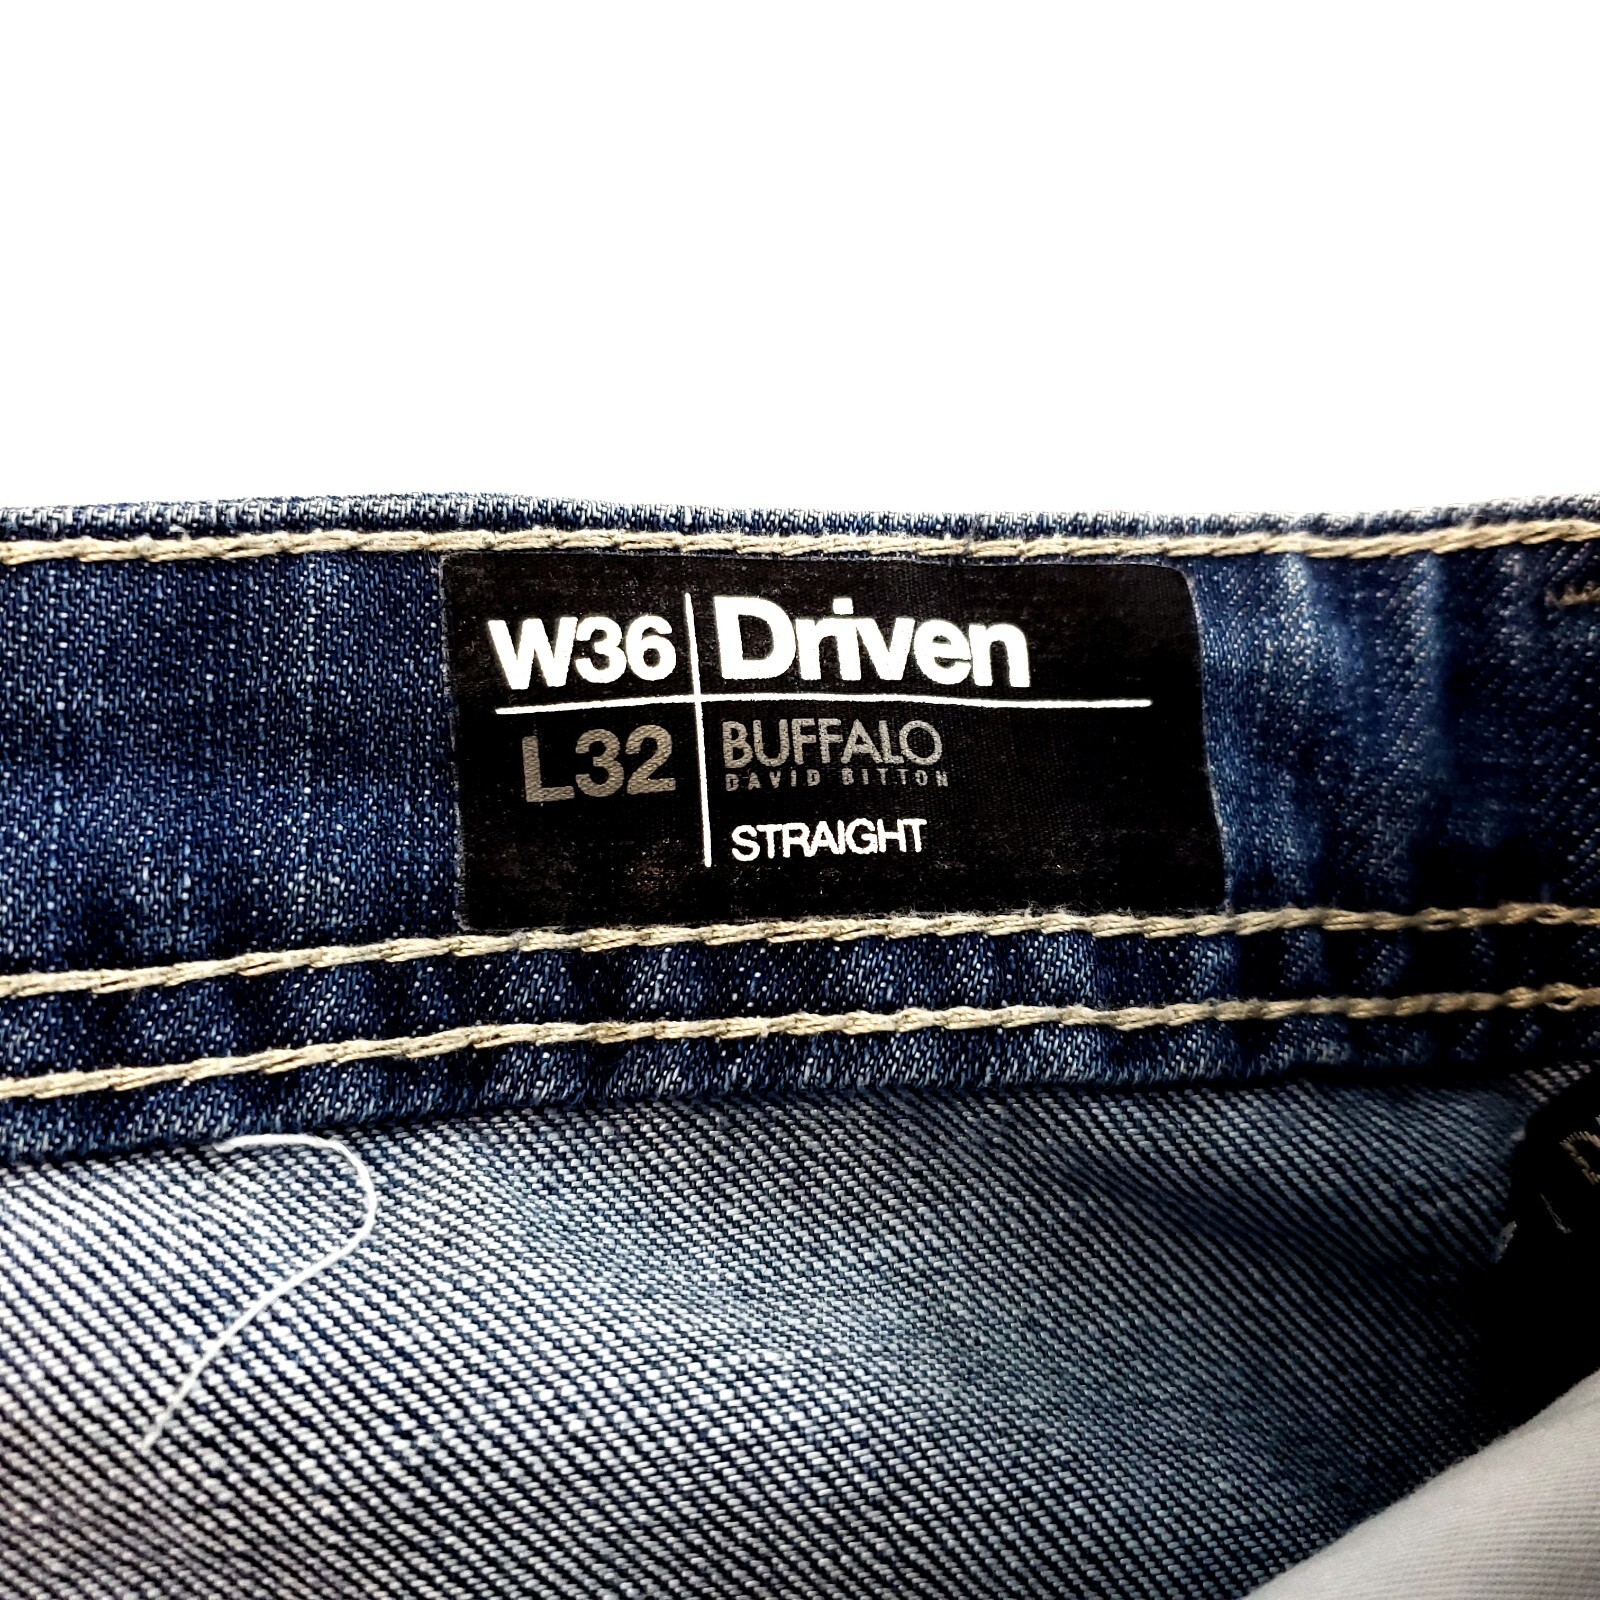 W36 Driven
L32 BUFFALO
DAVID BITTON
STRAIGHT